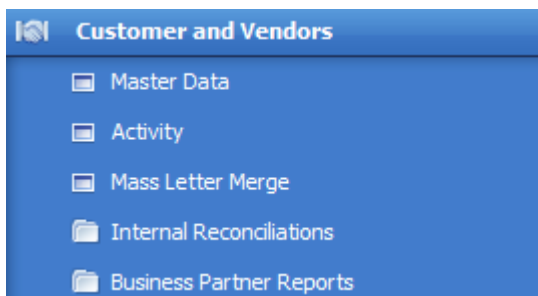 Customer and Vendors
Master Data
Activity
Mass Letter Merge
Internal Reconciliations
Business Partner Reports